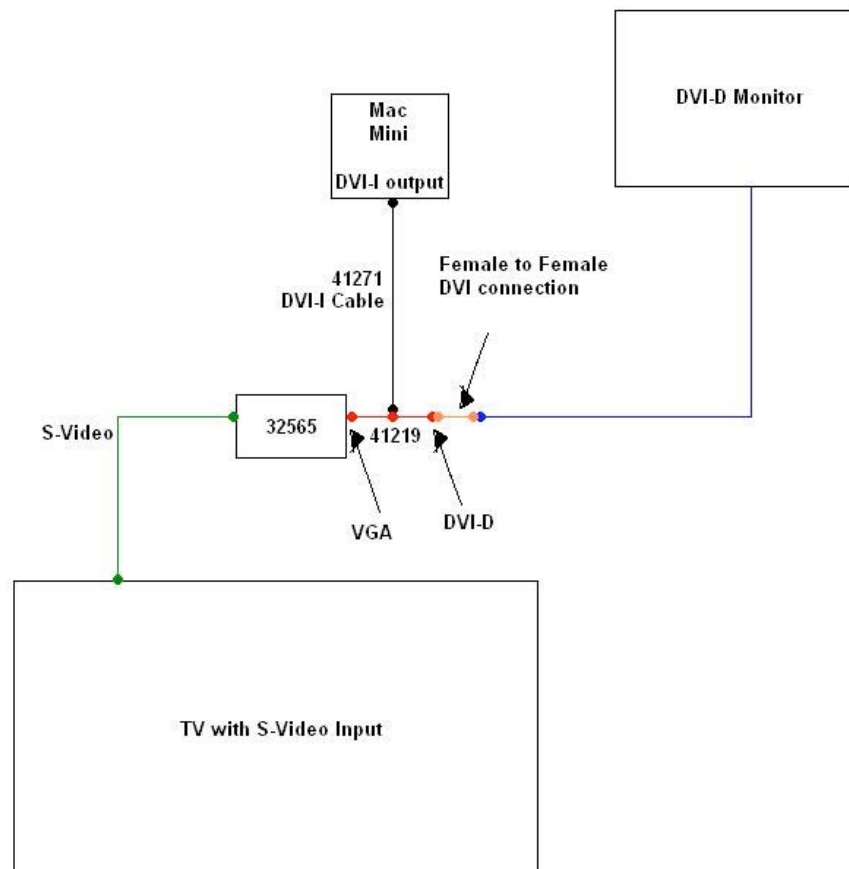 DVI-D Monitor
Mac
Mini
DVI-I output
Female to Female
DVI connection
41271
DVI-I Cable
S-Video
32565
41219
VGA
DVI-D
TV with S-Video Input